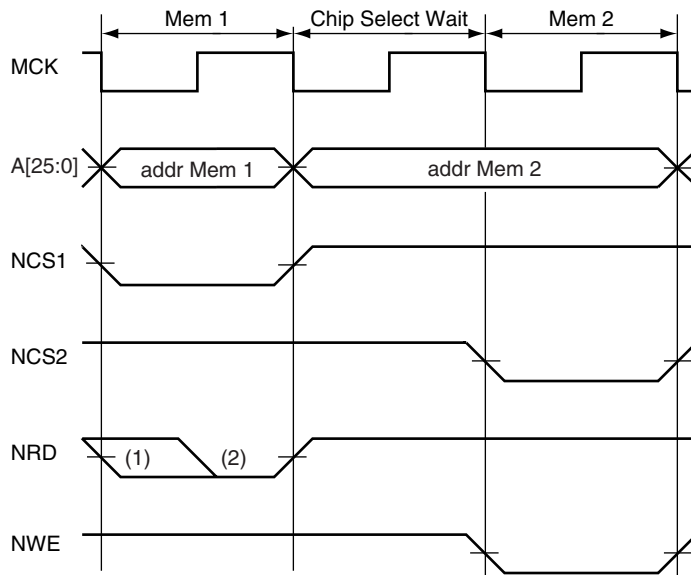 Mem 1 Chip Select Wait Mem 2
MCK
A[25:0] addr Mem 1 addr Mem 2
NCS1
NCS2
NRD (1) (2)
NWE